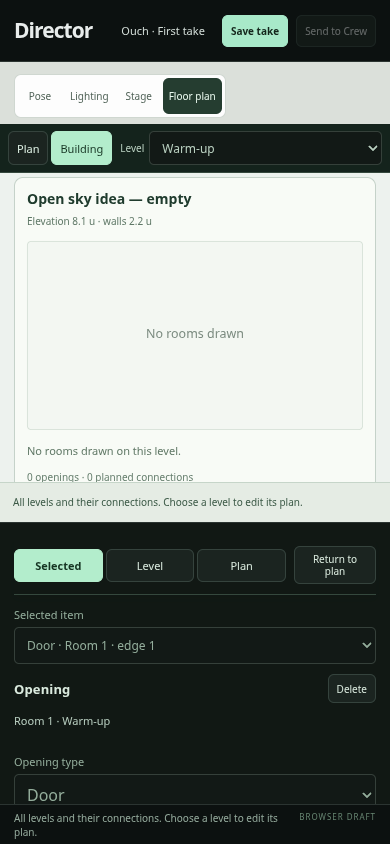 Director
Ouch · First take
Save take
Send to Crew
Pose
Lighting
Stage
Floor plan
Plan
Building
Level
Warm-up
Open sky idea — empty
Elevation 8.1 u · walls 2.2 u
No rooms drawn
No rooms drawn on this level.
0 openings · 0 planned connections
All levels and their connections. Choose a level to edit its plan.
Selected
Level
Plan
Return to
plan
Selected item
Door · Room 1 · edge 1
Opening
Delete
Room 1 · Warm-up
Opening type
Door
All levels and their connections. Choose a level to edit its
plan.
BROWSER DRAFT